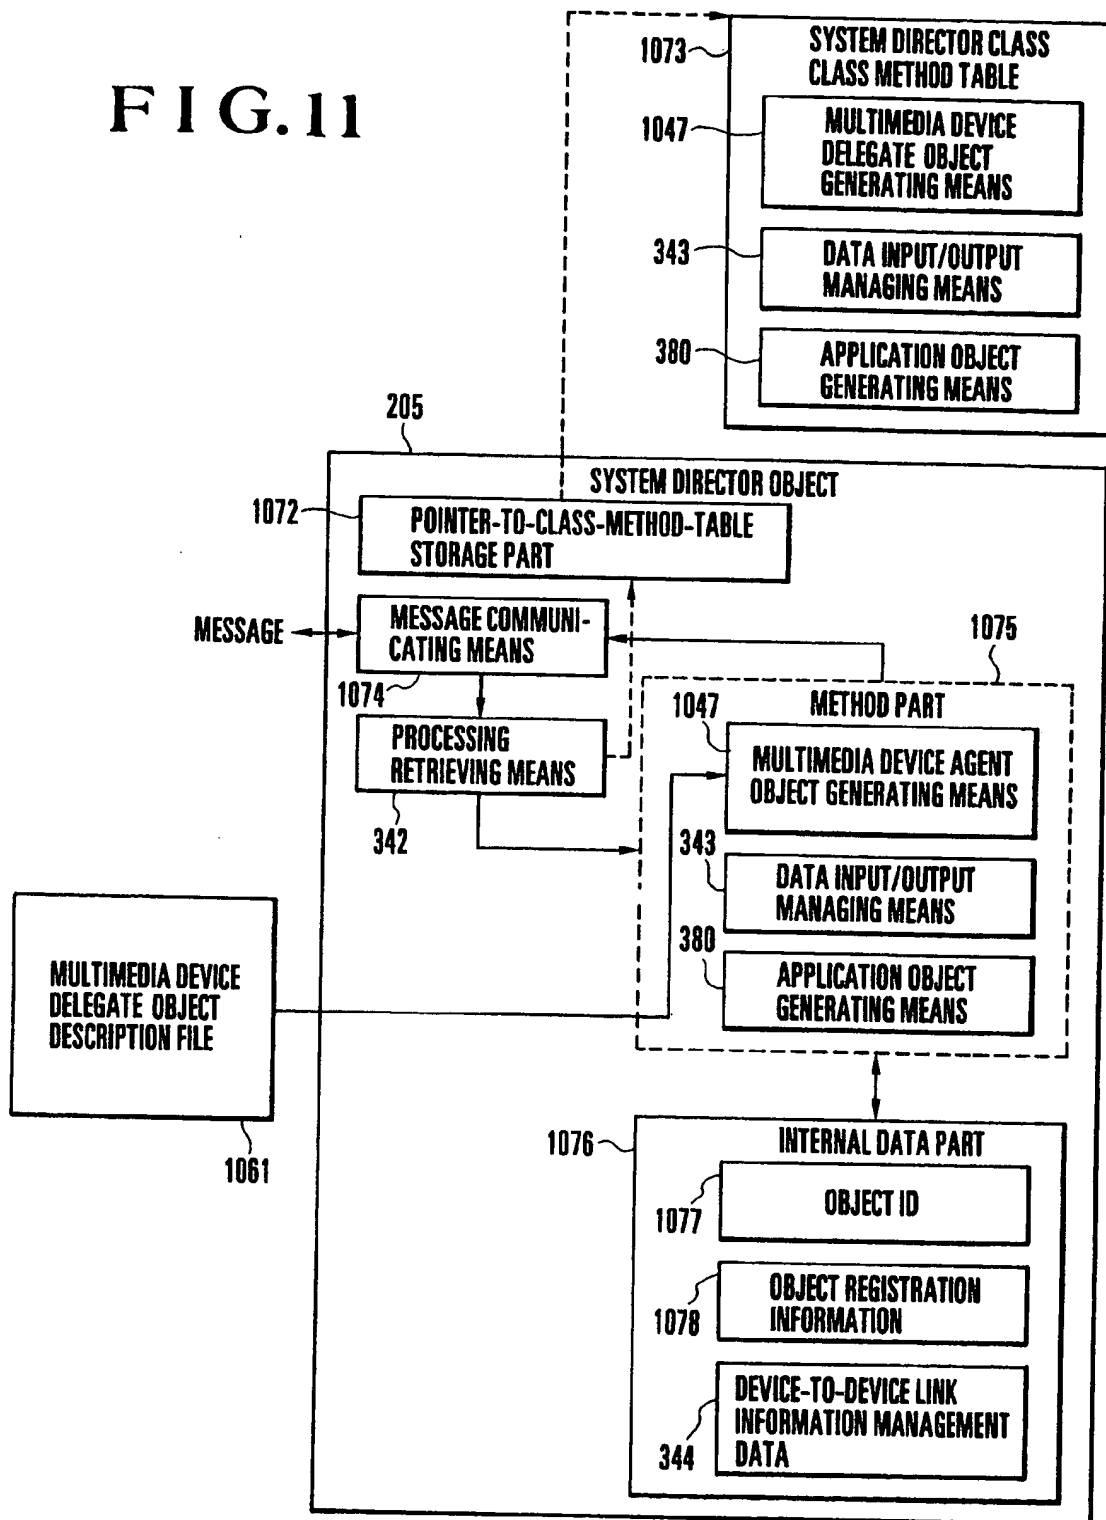 FIG.11
1073
SYSTEM DIRECTOR CLASS
CLASS METHOD TABLE
1047
MULTIMEDIA DEVICE
DELEGATE OBJECT
GENERATING MEANS
343
DATA INPUT/OUTPUT
MANAGING MEANS
380
APPLICATION OBJECT
GENERATING MEANS
205
SYSTEM DIRECTOR OBJECT
1072
POINTER-TO-CLASS-METHOD-TABLE
STORAGE PART
MESSAGE
MESSAGE COMMUNI-
CATING MEANS
1074
PROCESSING
RETRIEVING MEANS
342
1075
METHOD PART
1047
MULTIMEDIA DEVICE AGENT
OBJECT GENERATING MEANS
343
DATA INPUT/OUTPUT
MANAGING MEANS
380
APPLICATION OBJECT
GENERATING MEANS
MULTIMEDIA DEVICE
DELEGATE OBJECT
DESCRIPTION FILE
1061
1076
INTERNAL DATA PART
1077
OBJECT ID
1078
OBJECT REGISTRATION
INFORMATION
344
DEVICE-TO-DEVICE LINK
INFORMATION MANAGEMENT
DATA